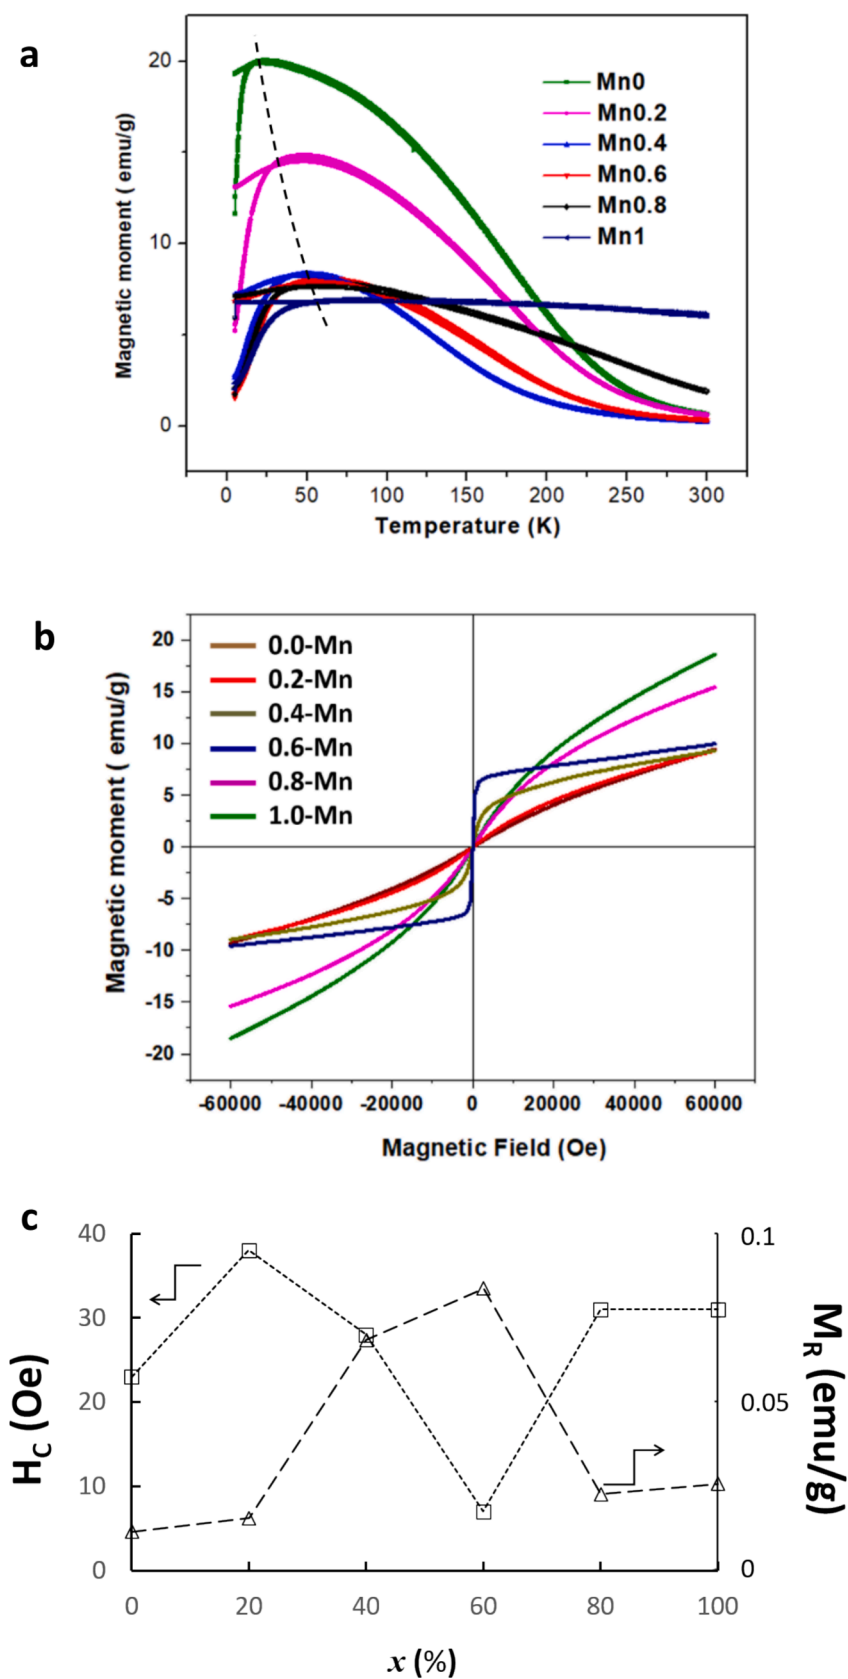 a
Magnetic moment ( emu/g)
20
10
0
Mn0
Mn0.2
Mn0.4
Mn0.6
Mn0.8
Mn1
0 50 100 150 200 250 300
Temperature (K)
b
Magnetic moment ( emu/g)
20
15
10
5
0
-5
-10
-15
-20
0.0-Mn
0.2-Mn
0.4-Mn
0.6-Mn
0.8-Mn
1.0-Mn
-60000 -40000 -20000 0 20000 40000 60000
Magnetic Field (Oe)
c
H_C (Oe)
40
30
20
10
0
0.1
0.05
0
M_R (emu/g)
0 20 40 60 80 100
x (%)